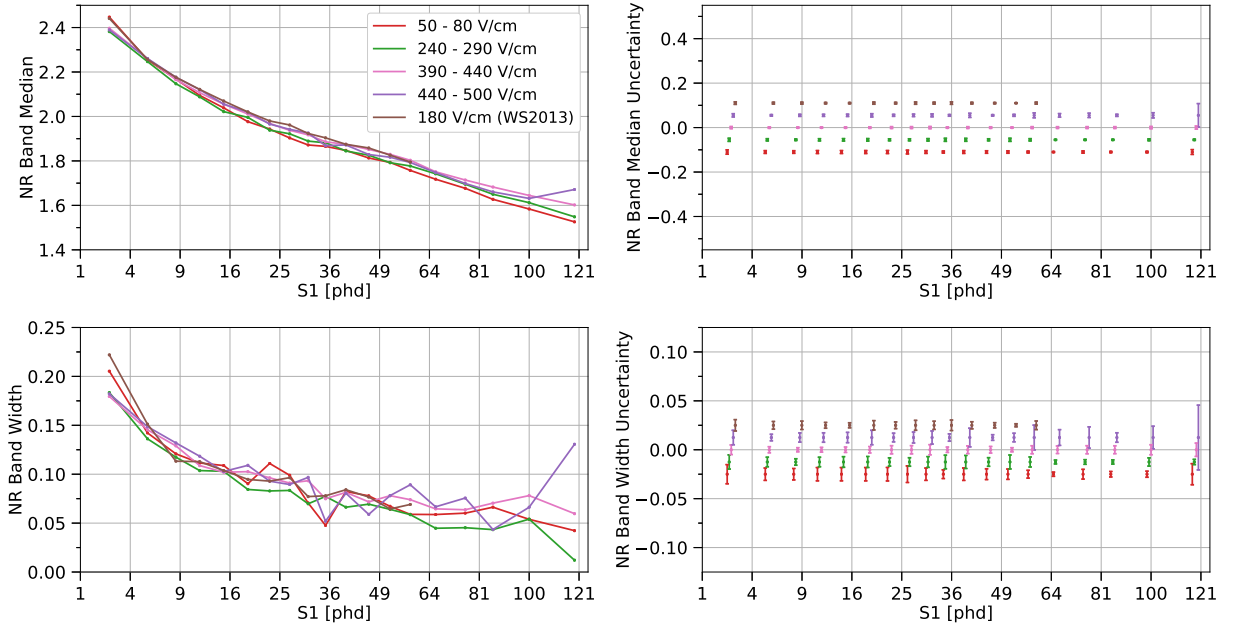 NR Band Median
2.4
2.2
2.0
1.8
1.6
1.4
50 - 80 V/cm
240 - 290 V/cm
390 - 440 V/cm
440 - 500 V/cm
180 V/cm (WS2013)
1 4 9 16 25 36 49 64 81 100 121
S1 [phd]
NR Band Median Uncertainty
0.4
0.2
0.0
−0.2
−0.4
1 4 9 16 25 36 49 64 81 100 121
S1 [phd]
NR Band Width
0.25
0.20
0.15
0.10
0.05
0.00
1 4 9 16 25 36 49 64 81 100 121
S1 [phd]
NR Band Width Uncertainty
0.10
0.05
0.00
−0.05
−0.10
1 4 9 16 25 36 49 64 81 100 121
S1 [phd]